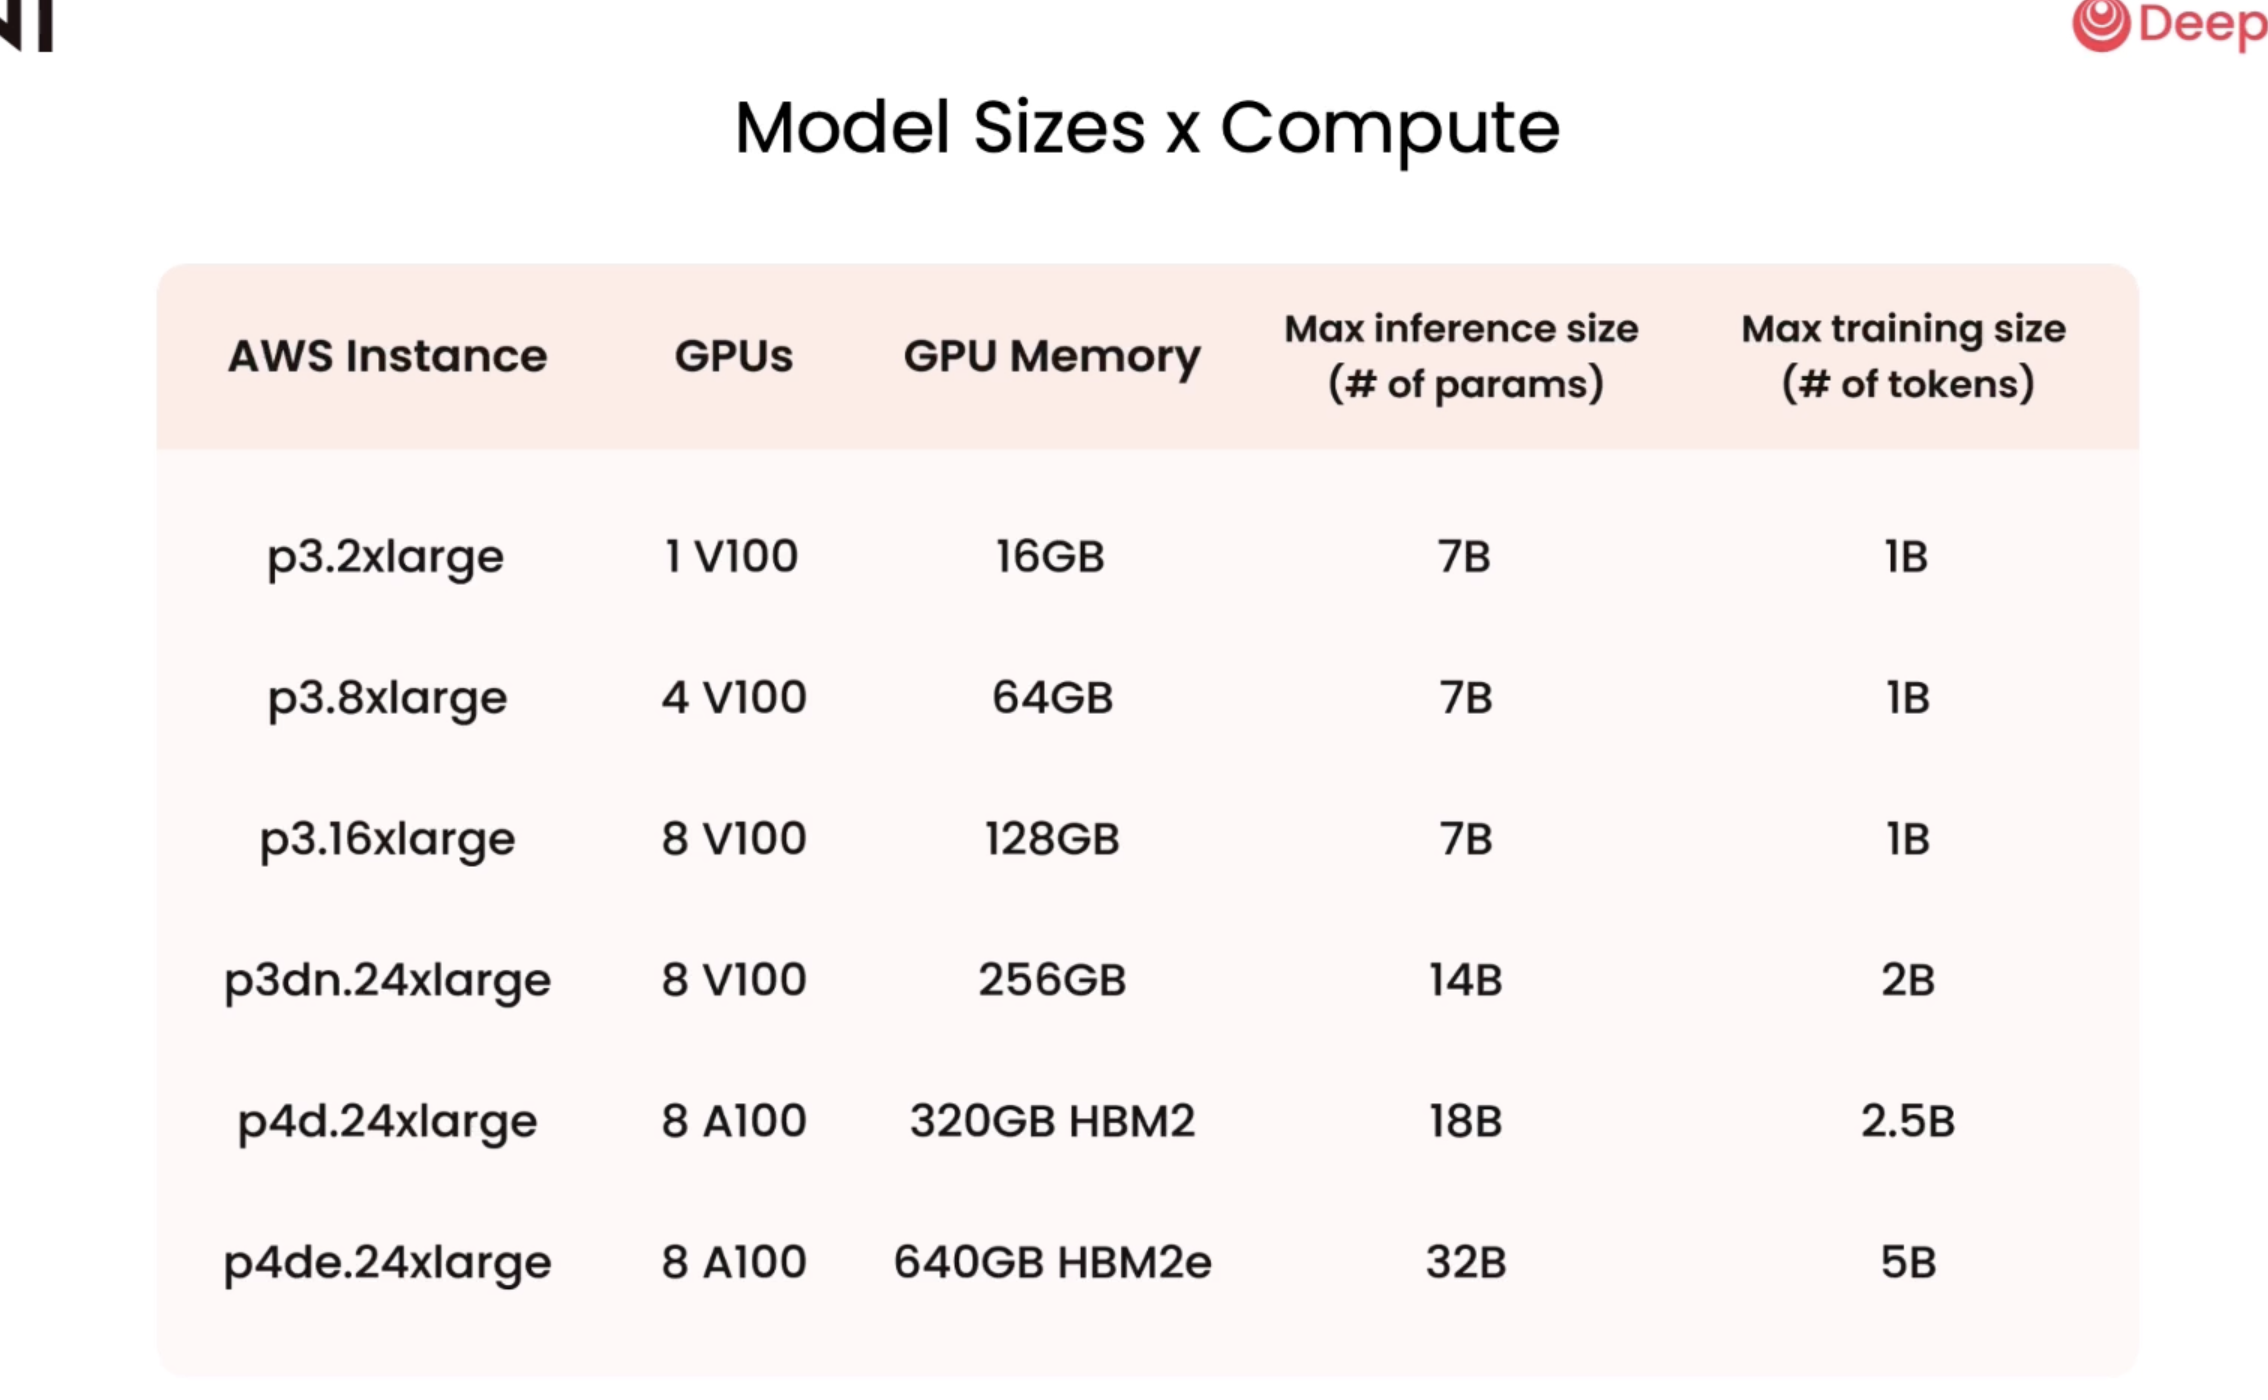 Deep
Model Sizes x Compute
AWS Instance GPUs GPU Memory Max inference size (# of params) Max training size (# of tokens)
p3.2xlarge 1 V100 16GB 7B 1B
p3.8xlarge 4 V100 64GB 7B 1B
p3.16xlarge 8 V100 128GB 7B 1B
p3dn.24xlarge 8 V100 256GB 14B 2B
p4d.24xlarge 8 A100 320GB HBM2 18B 2.5B
p4de.24xlarge 8 A100 640GB HBM2e 32B 5B